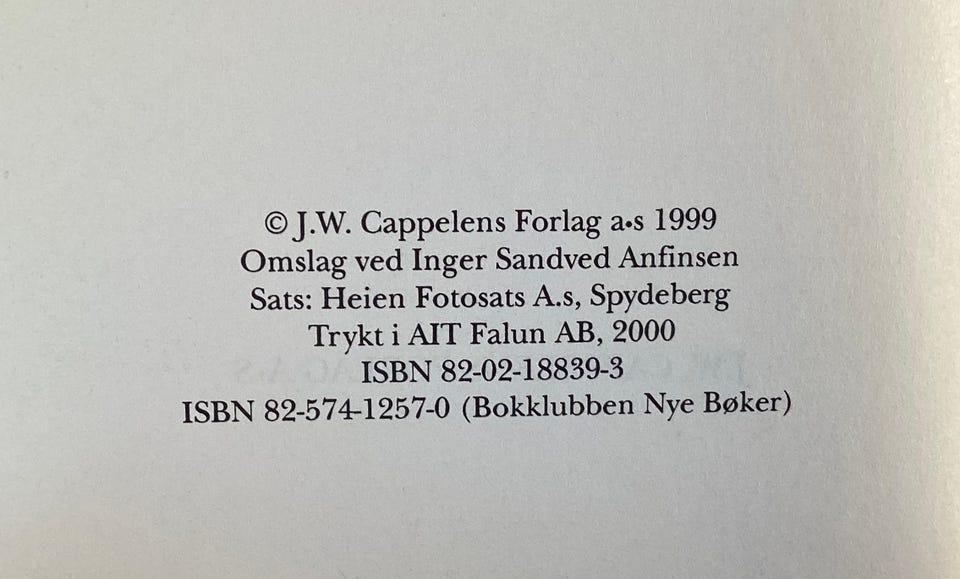 © J.W. Cappelens Forlag a•s 1999
Omslag ved Inger Sandved Anfinsen
Sats: Heien Fotosats A.s, Spydeberg
Trykt i AIT Falun AB, 2000
ISBN 82-02-18839-3
ISBN 82-574-1257-0 (Bokklubben Nye Bøker)